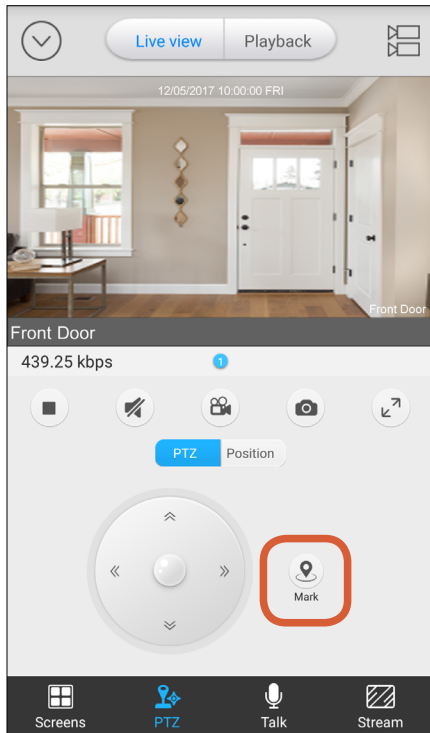 Live view Playback
12/05/2017 10:00:00 FRI
Front Door
Front Door
439.25 kbps 1
PTZ Position
Mark
Screens PTZ Talk Stream